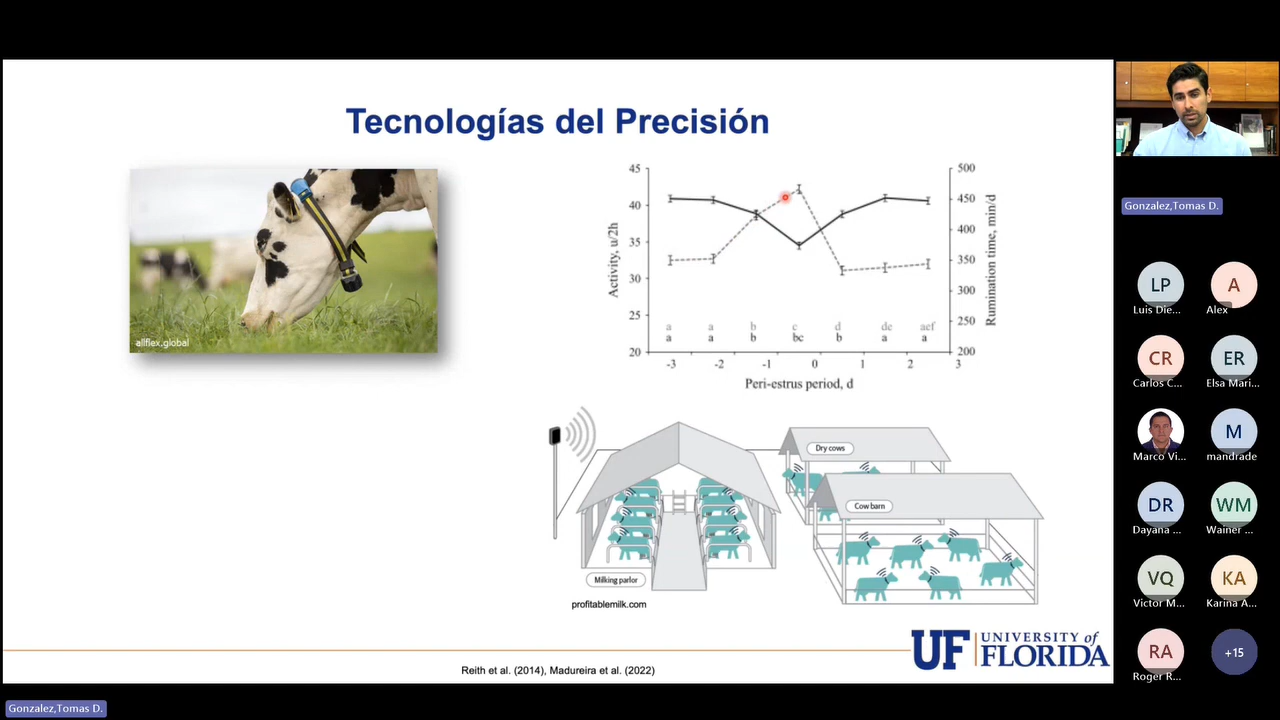 Tecnologías del Precisión
allflex.global
45
40
35
30
25
20
Activity, u/2h
500
450
400
350
300
250
200
Rumination time, min/d
a a b c d de aef
a a b bc b a a
-3 -2 -1 0 1 2 3
Peri-estrus period, d
Dry cows
Cow barn
Milking parlor
profitablemilk.com
UF UNIVERSITY of
FLORIDA
Reith et al. (2014), Madureira et al. (2022)
Gonzalez,Tomas D.
LP
Luis Die...
A
Alex
CR
Carlos C...
ER
Elsa Mari...
Marco Vi...
M
mandrade
DR
Dayana ...
WM
Wainer ...
VQ
Victor M...
KA
Karina A...
RA
Roger R...
+15
Gonzalez,Tomas D.